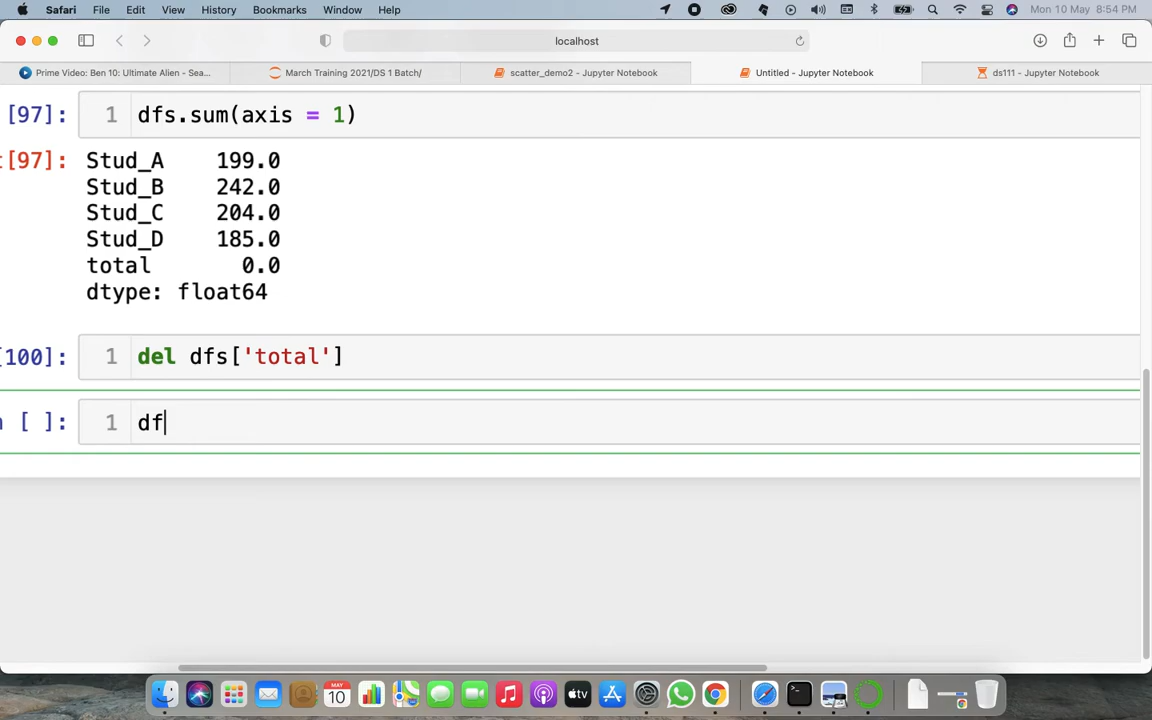 Safari File Edit View History Bookmarks Window Help Mon 10 May 8:54 PM
localhost
Prime Video: Ben 10: Ultimate Alien - Sea... March Training 2021/DS 1 Batch/ scatter_demo2 - Jupyter Notebook Untitled - Jupyter Notebook ds111 - Jupyter Notebook
[97]: 1 dfs.sum(axis = 1)
t[97]: Stud_A 199.0
Stud_B 242.0
Stud_C 204.0
Stud_D 185.0
total 0.0
dtype: float64
[100]: 1 del dfs['total']
n [ ]: 1 df
MAY
10
tv